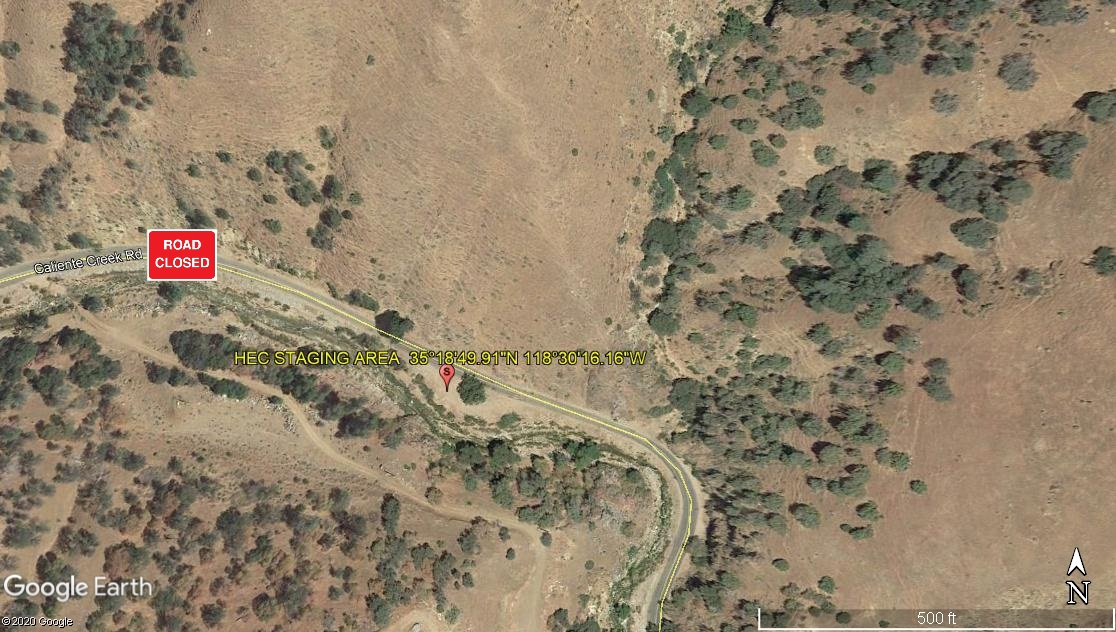 ROAD
CLOSED
Caliente Creek Rd
HEC STAGING AREA 35°18'49.91"N 118°30'16.16"W
S
Google Earth
©2020 Google
N
500 ft